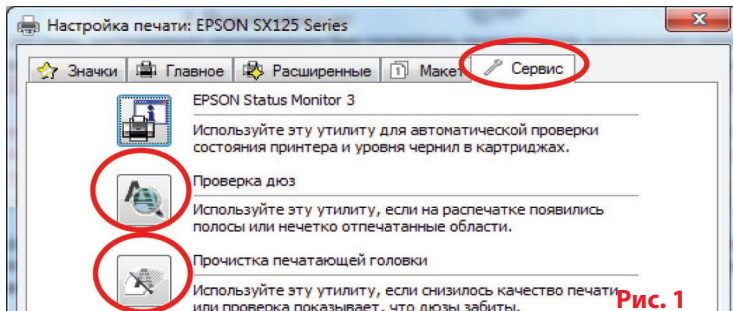 Настройка печати: EPSON SX125 Series
Значки Главное Расширенные Макет Сервис
EPSON Status Monitor 3
Используйте эту утилиту для автоматической проверки
состояния принтера и уровня чернил в картриджах.
Проверка дюз
Используйте эту утилиту, если на распечатке появились
полосы или нечетко отпечатанные области.
Прочистка печатающей головки
Используйте эту утилиту, если снизилось качество печати
или проверка показывает, что дюзы забиты.
Рис. 1